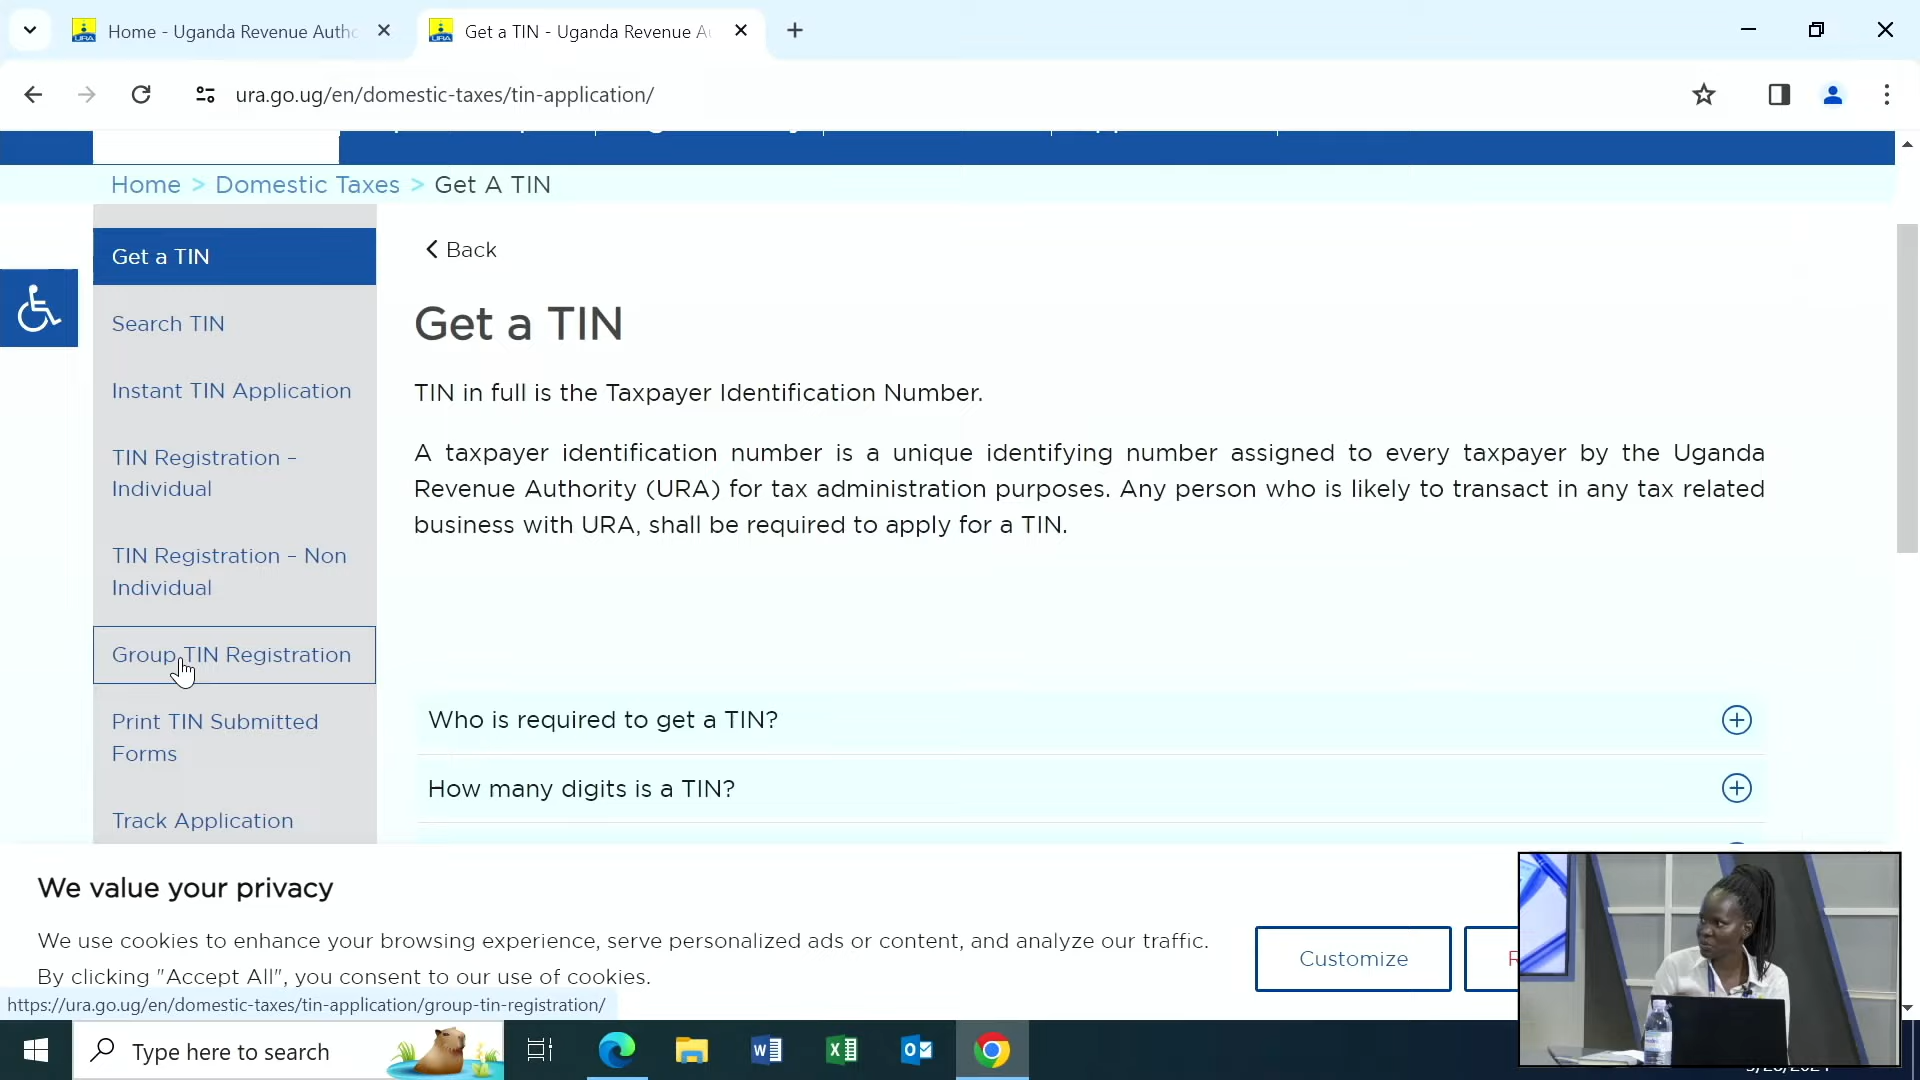 Home - Uganda Revenue Autho
Get a TIN - Uganda Revenue Au
ura.go.ug/en/domestic-taxes/tin-application/
Home > Domestic Taxes > Get A TIN
Get a TIN
Search TIN
Instant TIN Application
TIN Registration –
Individual
TIN Registration – Non
Individual
Group TIN Registration
Print TIN Submitted
Forms
Track Application
Back
Get a TIN
TIN in full is the Taxpayer Identification Number.
A taxpayer identification number is a unique identifying number assigned to every taxpayer by the Uganda
Revenue Authority (URA) for tax administration purposes. Any person who is likely to transact in any tax related
business with URA, shall be required to apply for a TIN.
Who is required to get a TIN?
How many digits is a TIN?
We value your privacy
We use cookies to enhance your browsing experience, serve personalized ads or content, and analyze our traffic.
By clicking "Accept All", you consent to our use of cookies.
Customize
https://ura.go.ug/en/domestic-taxes/tin-application/group-tin-registration/
Type here to search